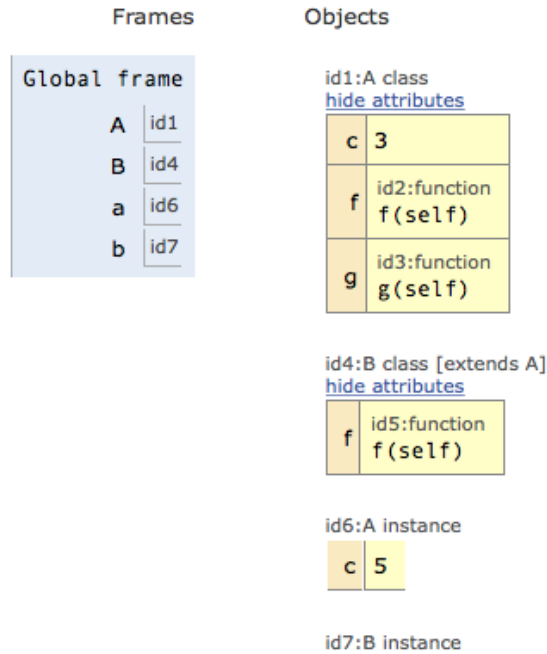 Frames Objects
Global frame
A id1
B id4
a id6
b id7
id1:A class
hide attributes
c 3
f id2:function
f(self)
g id3:function
g(self)
id4:B class [extends A]
hide attributes
f id5:function
f(self)
id6:A instance
c 5
id7:B instance